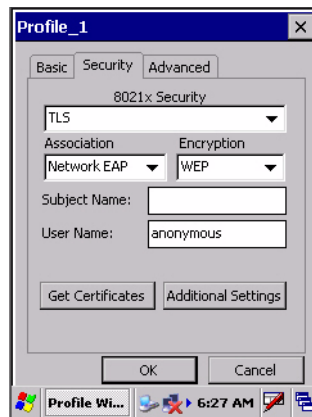 Profile_1
Basic Security Advanced
8021x Security
TLS
Association Encryption
Network EAP WEP
Subject Name:
User Name: anonymous
Get Certificates Additional Settings
OK Cancel
Profile Wi... 6:27 AM